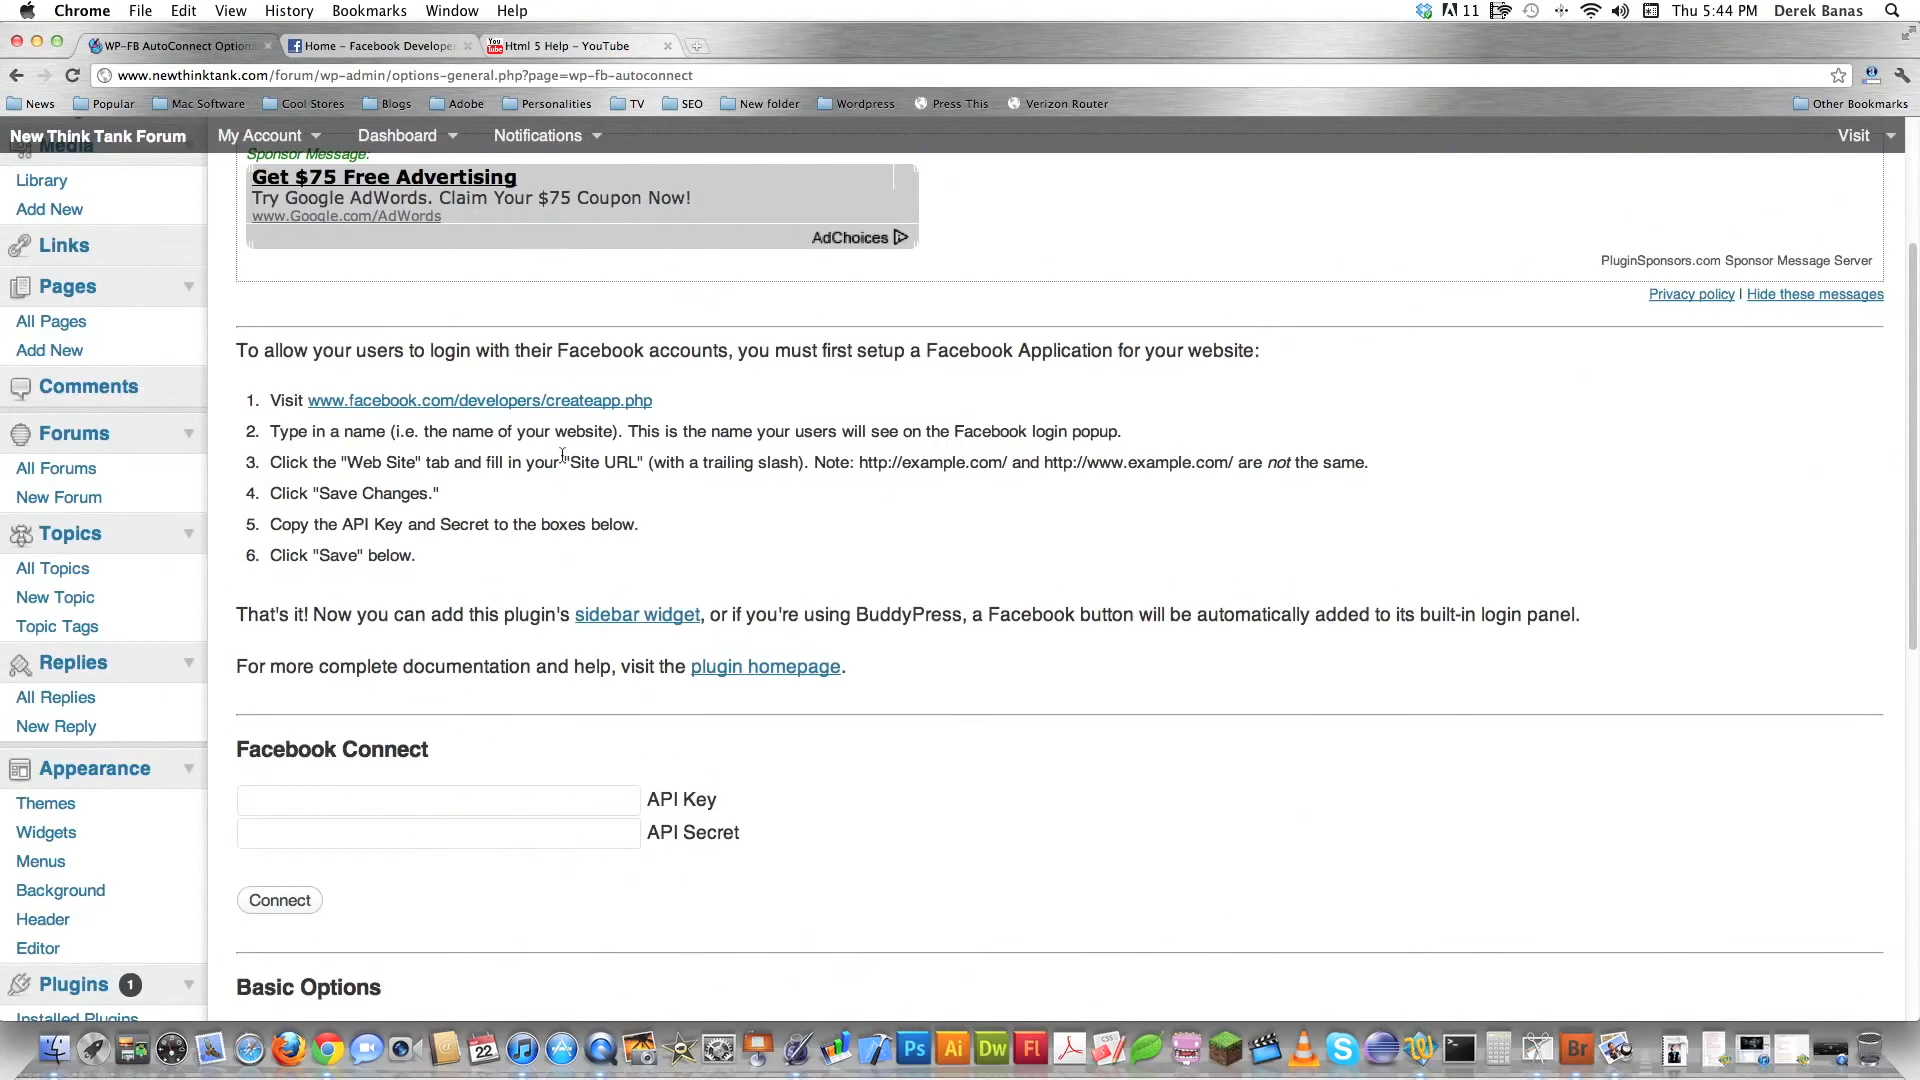 Chrome File Edit View History Bookmarks Window Help 11 Thu 5:44 PM Derek Banas
WP-FB AutoConnect Option Home – Facebook Develope Html 5 Help – YouTube
www.newthinktank.com/forum/wp-admin/options-general.php?page=wp-fb-autoconnect
News Popular Mac Software Cool Stores Blogs Adobe Personalities TV SEO New folder Wordpress Press This Verizon Router Other Bookmarks
New Think Tank Forum My Account Dashboard Notifications Visit
Media
Library
Add New
Links
Pages
All Pages
Add New
Comments
Forums
All Forums
New Forum
Topics
All Topics
New Topic
Topic Tags
Replies
All Replies
New Reply
Appearance
Themes
Widgets
Menus
Background
Header
Editor
Plugins 1
Installed Plugins
Sponsor Message:
Get $75 Free Advertising
Try Google AdWords. Claim Your $75 Coupon Now!
www.Google.com/AdWords
AdChoices
PluginSponsors.com Sponsor Message Server
Privacy policy | Hide these messages
To allow your users to login with their Facebook accounts, you must first setup a Facebook Application for your website:
1. Visit www.facebook.com/developers/createapp.php
2. Type in a name (i.e. the name of your website). This is the name your users will see on the Facebook login popup.
3. Click the "Web Site" tab and fill in your "Site URL" (with a trailing slash). Note: http://example.com/ and http://www.example.com/ are not the same.
4. Click "Save Changes."
5. Copy the API Key and Secret to the boxes below.
6. Click "Save" below.
That's it! Now you can add this plugin's sidebar widget, or if you're using BuddyPress, a Facebook button will be automatically added to its built-in login panel.
For more complete documentation and help, visit the plugin homepage.
Facebook Connect
API Key
API Secret
Connect
Basic Options
22 Ps Ai Dw Fl Br